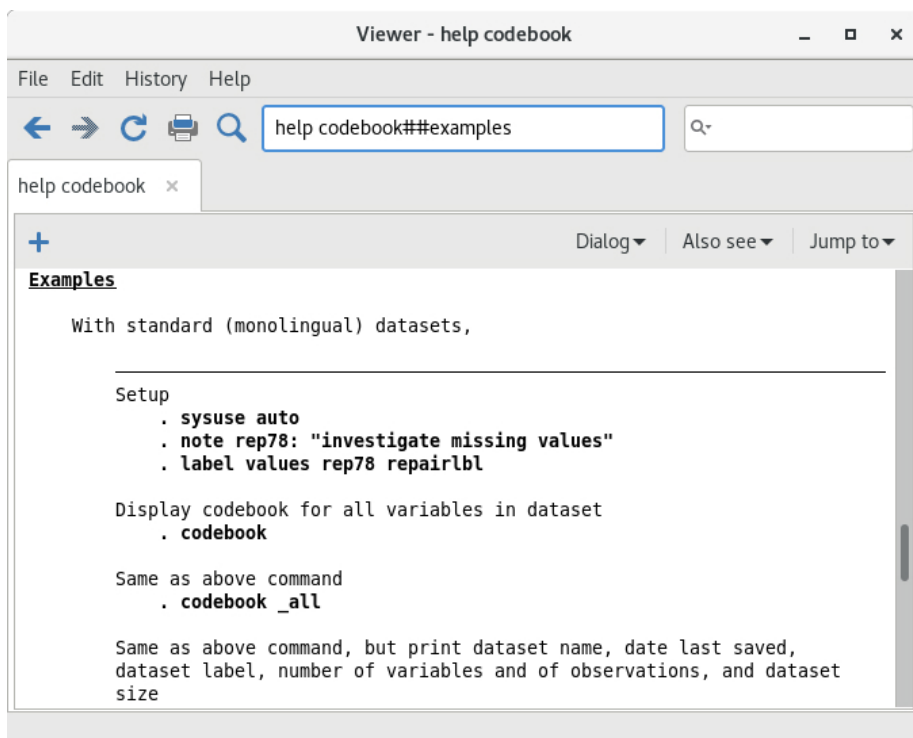 Viewer - help codebook
File Edit History Help
help codebook##examples
help codebook
Dialog Also see Jump to
Examples
With standard (monolingual) datasets,
Setup
. sysuse auto
. note rep78: "investigate missing values"
. label values rep78 repairlbl
Display codebook for all variables in dataset
. codebook
Same as above command
. codebook _all
Same as above command, but print dataset name, date last saved,
dataset label, number of variables and of observations, and dataset
size